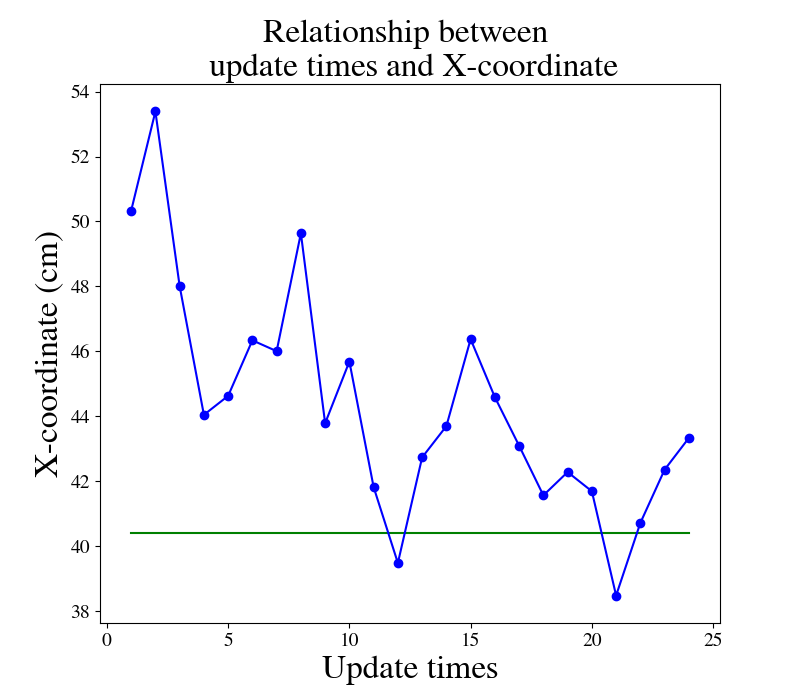 Relationship between
update times and X-coordinate
54
52
50
48
46
44
42
40
38
X-coordinate (cm)
0 5 10 15 20 25
Update times